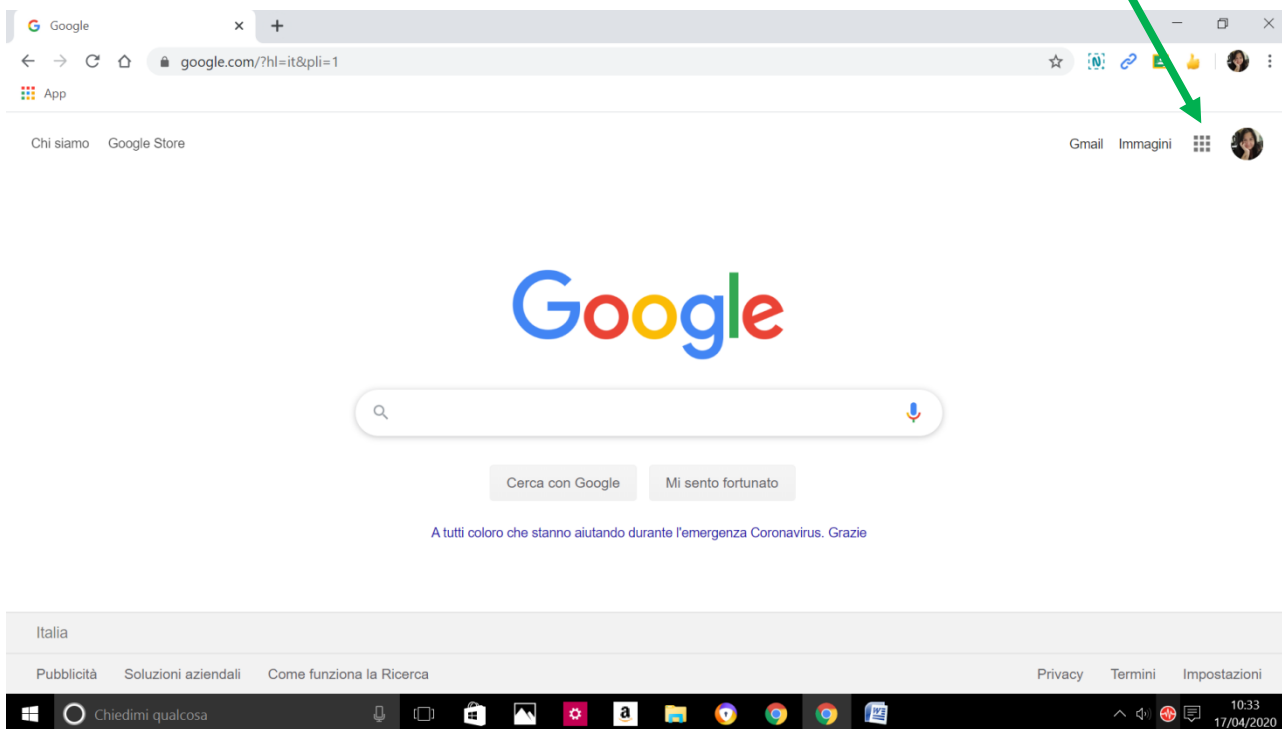 Google
google.com/?hl=it&pli=1
App
Chi siamo Google Store
Gmail Immagini
Google
Cerca con Google Mi sento fortunato
A tutti coloro che stanno aiutando durante l'emergenza Coronavirus. Grazie
Italia
Pubblicità Soluzioni aziendali Come funziona la Ricerca
Privacy Termini Impostazioni
Chiedimi qualcosa
10:33
17/04/2020